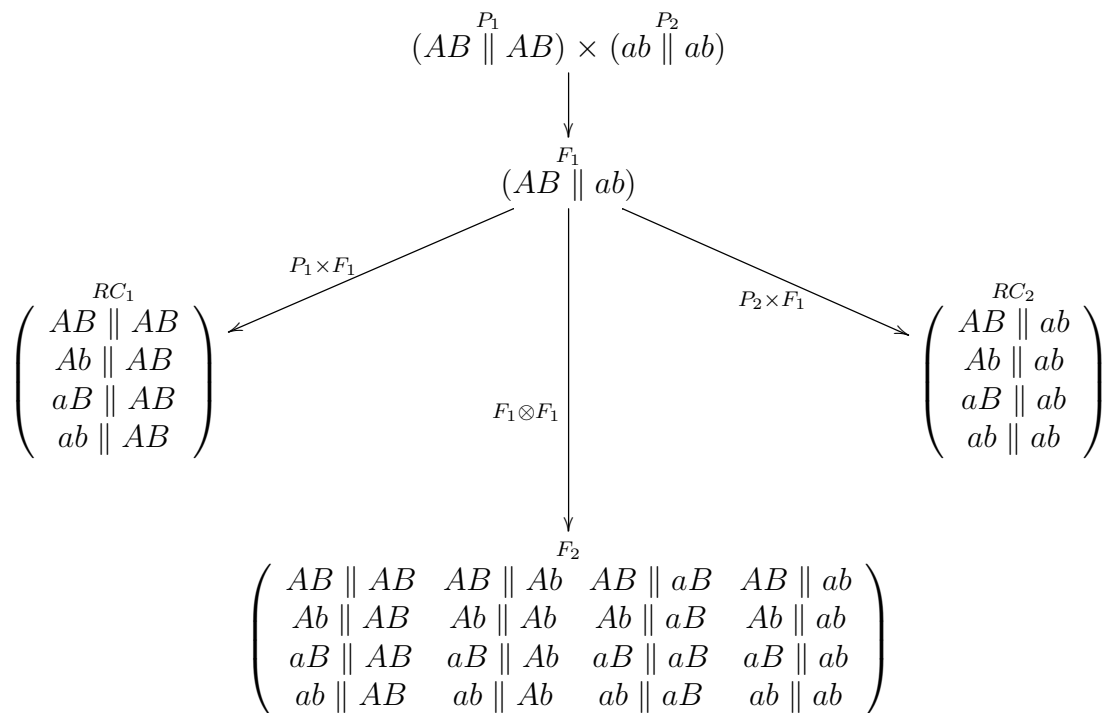 P₁ P₂
(AB ∥ AB) × (ab ∥ ab)
F₁
(AB ∥ ab)
P₁×F₁
P₂×F₁
RC₁
AB ∥ AB
Ab ∥ AB
aB ∥ AB
ab ∥ AB
RC₂
AB ∥ ab
Ab ∥ ab
aB ∥ ab
ab ∥ ab
F₁⊗F₁
F₂
AB ∥ AB AB ∥ Ab AB ∥ aB AB ∥ ab
Ab ∥ AB Ab ∥ Ab Ab ∥ aB Ab ∥ ab
aB ∥ AB aB ∥ Ab aB ∥ aB aB ∥ ab
ab ∥ AB ab ∥ Ab ab ∥ aB ab ∥ ab